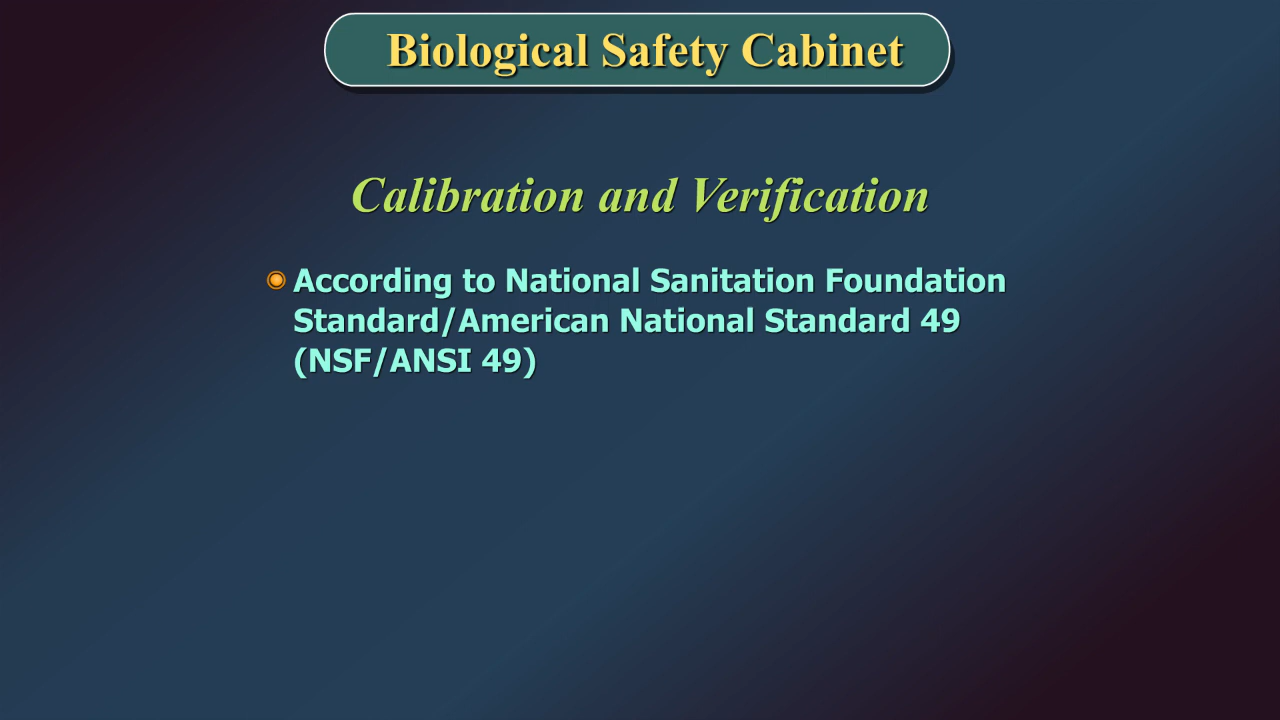 Biological Safety Cabinet
Calibration and Verification
According to National Sanitation Foundation
Standard/American National Standard 49
(NSF/ANSI 49)